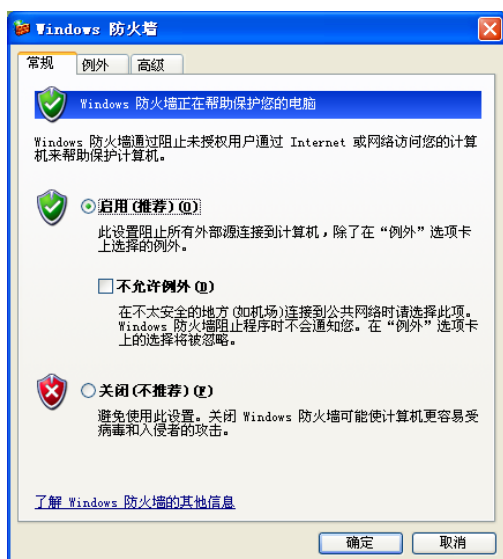 Windows 防火墙
常规 例外 高级
Windows 防火墙正在帮助保护您的电脑
Windows 防火墙通过阻止未授权用户通过 Internet 或网络访问您的计算
机来帮助保护计算机。
启用(推荐)(O)
此设置阻止所有外部源连接到计算机，除了在“例外”选项卡
上选择的例外。
不允许例外(D)
在不太安全的地方(如机场)连接到公共网络时请选择此项。
Windows 防火墙阻止程序时不会通知您。在“例外”选项卡
上的选择将被忽略。
关闭(不推荐)(F)
避免使用此设置。关闭 Windows 防火墙可能使计算机更容易受
病毒和入侵者的攻击。
了解 Windows 防火墙的其他信息
确定 取消